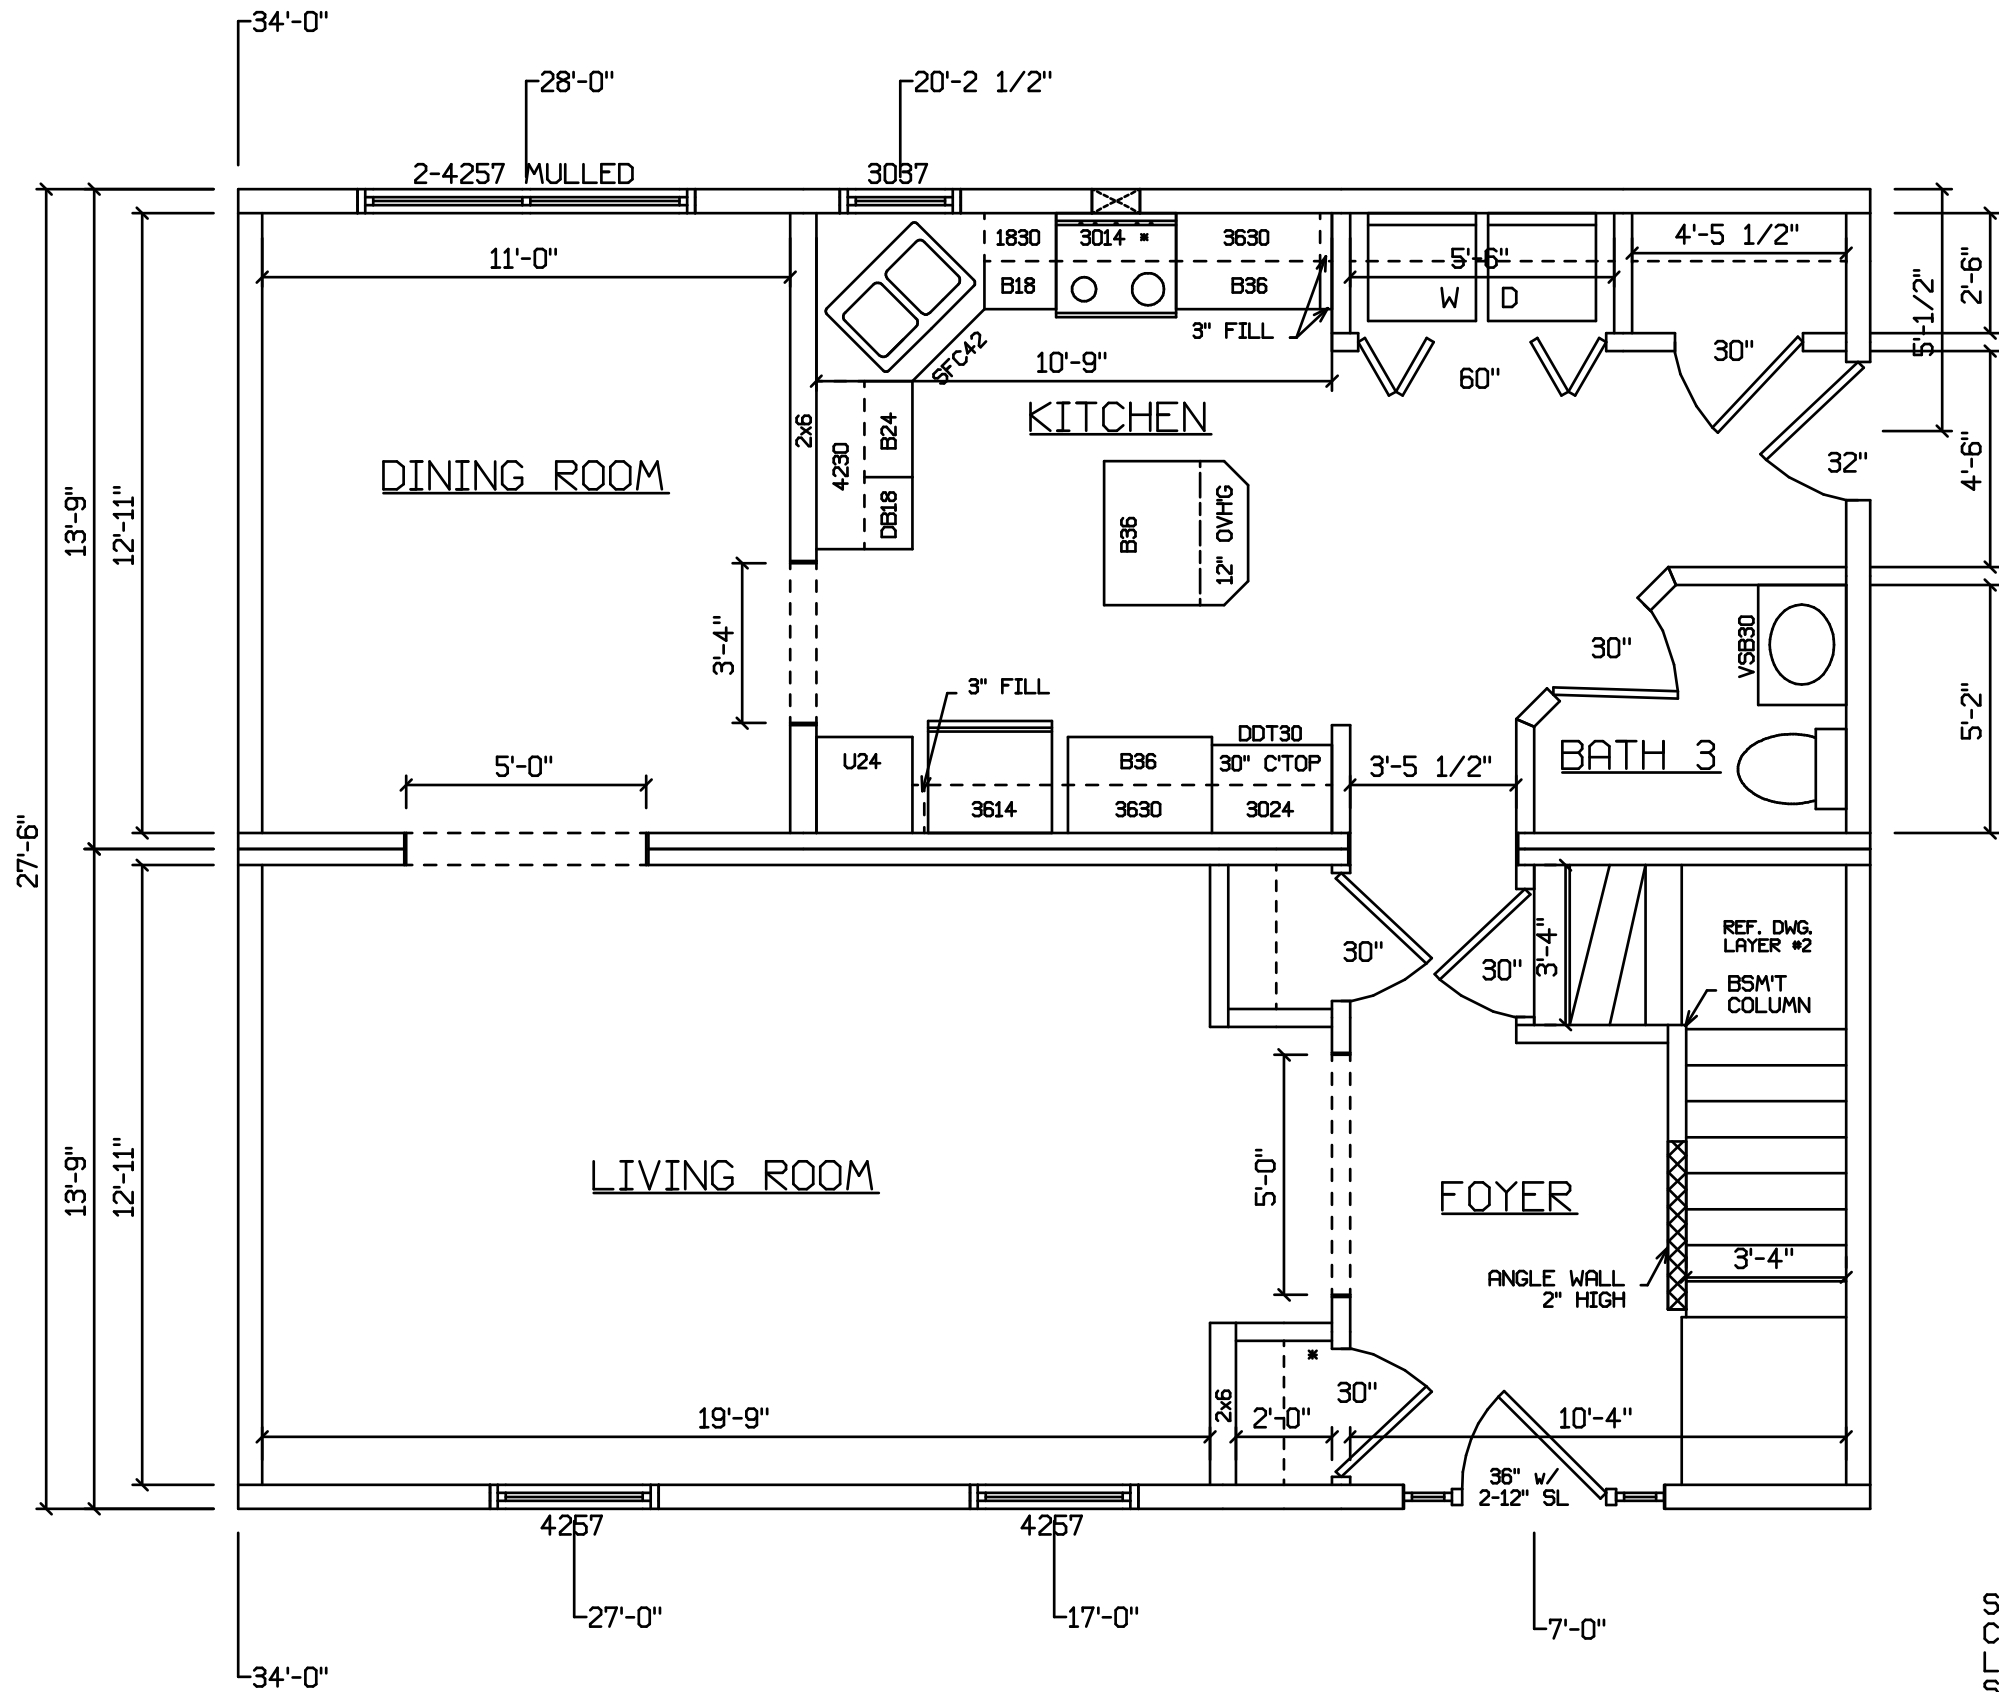 34'-0"
28'-0"
20'-2 1/2"
2-4257 MULLED
3037
11'-0"
1830
3014 *
3630
5'-6"
4'-5 1/2"
B18
B36
W D
3" FILL
SFC42
10'-9"
60"
30"
5'-1/2"
2'-6"
KITCHEN
2x6
4230
B24
DB18
DINING ROOM
B36
12" OVH'G
32"
4'-6"
13'-9"
12'-11"
3'-4"
30"
VSB30
3" FILL
5'-2"
5'-0"
U24
3614
B36
3630
DDT30
30" C'TOP
3024
3'-5 1/2"
BATH 3
27'-6"
30"
30"
3'-4"
REF. DWG.
LAYER #2
BSM'T
COLUMN
13'-9"
12'-11"
LIVING ROOM
5'-0"
FOYER
ANGLE WALL
2" HIGH
3'-4"
*
2x6
30"
19'-9"
2'-0"
10'-4"
36" W/
2-12" SL
4257
4257
27'-0"
17'-0"
7'-0"
34'-0"
S
C
L